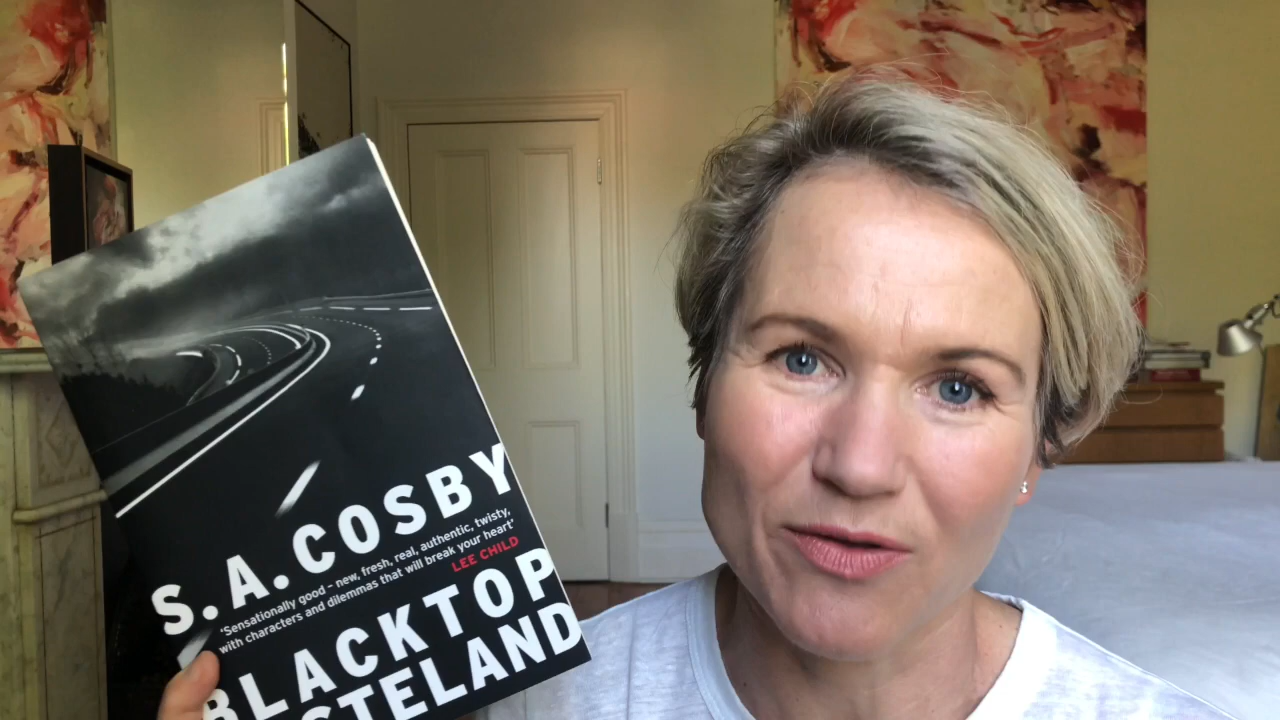 S. A. COSBY
'Sensationally good – new, fresh, real, authentic, twisty,
with characters and dilemmas that will break your heart'
LEE CHILD
BLACKTOP
STELAND